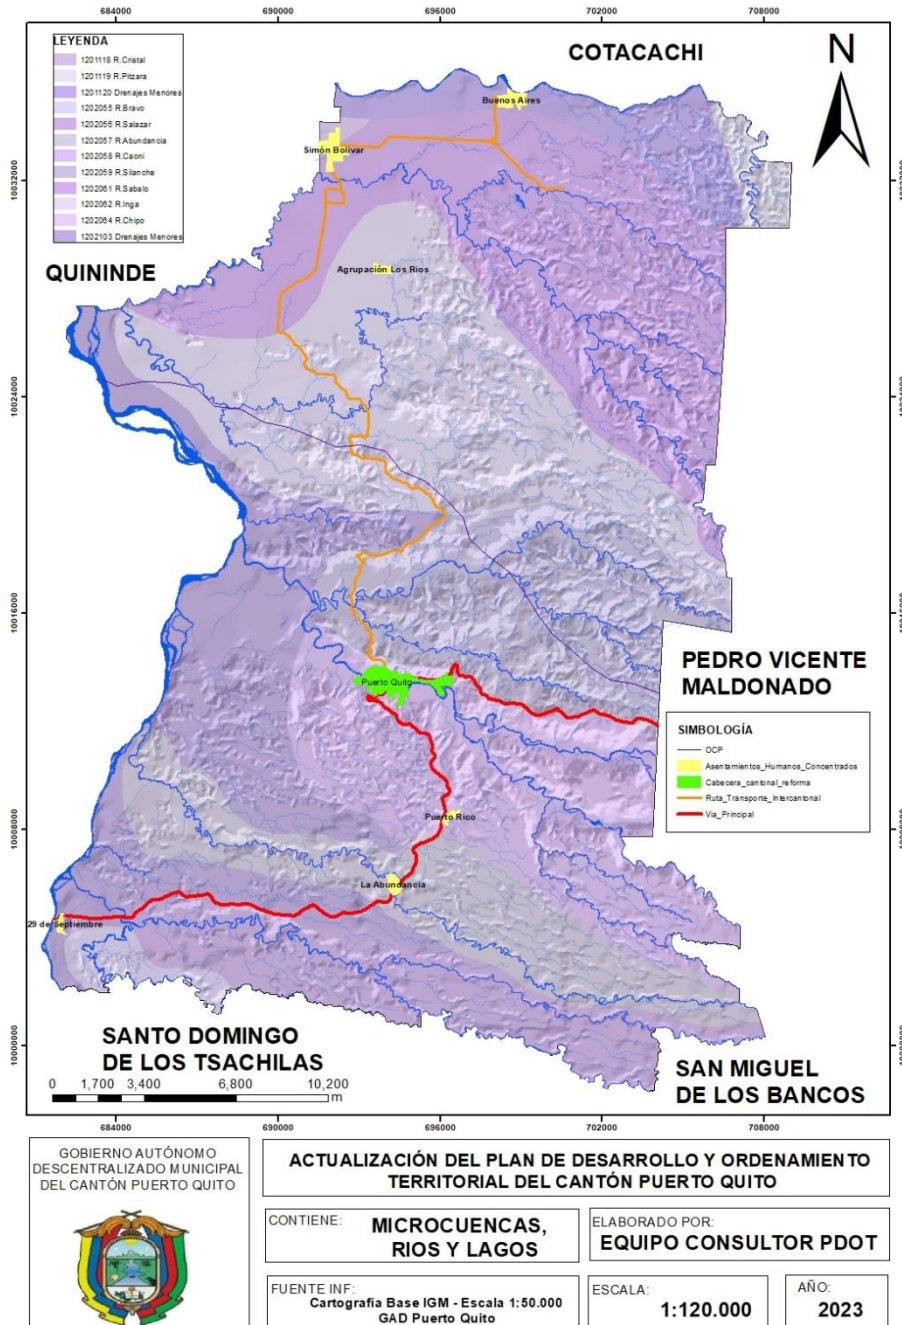 684000 690000 696000 702000 708000
LEYENDA
1201118 R.Cristal
1201119 R.Pitzara
1201120 Drenajes Menores
1202055 R.Bravo
1202056 R.Salazar
1202057 R.Abundancia
1202058 R.Caoni
1202059 R.Silanche
1202061 R.Sabalo
1202062 R.Inga
1202064 R.Chipo
1202103 Drenajes Menores
COTACACHI
N
Buenos Aires
Simón Bolivar
10032000
QUININDE
Agrupación Los Rios
10024000
10016000
PEDRO VICENTE
MALDONADO
Puerto Quito
SIMBOLOGÍA
OCP
Asentamientos_Humanos_Concentrados
Cabecera_cantonal_reforma
Ruta_Transporte_Intercantonal
Via_Principal
10008000
Puerto Rico
La Abundancia
29 de Septiembre
10000000
SANTO DOMINGO
DE LOS TSACHILAS
SAN MIGUEL
DE LOS BANCOS
0 1,700 3,400 6,800 10,200
m
684000 690000 696000 702000 708000
GOBIERNO AUTÓNOMO
DESCENTRALIZADO MUNICIPAL
DEL CANTÓN PUERTO QUITO
ACTUALIZACIÓN DEL PLAN DE DESARROLLO Y ORDENAMIENTO
TERRITORIAL DEL CANTÓN PUERTO QUITO
CONTIENE: MICROCUENCAS,
RIOS Y LAGOS
ELABORADO POR:
EQUIPO CONSULTOR PDOT
FUENTE INF:
Cartografía Base IGM - Escala 1:50.000
GAD Puerto Quito
ESCALA:
1:120.000
AÑO:
2023